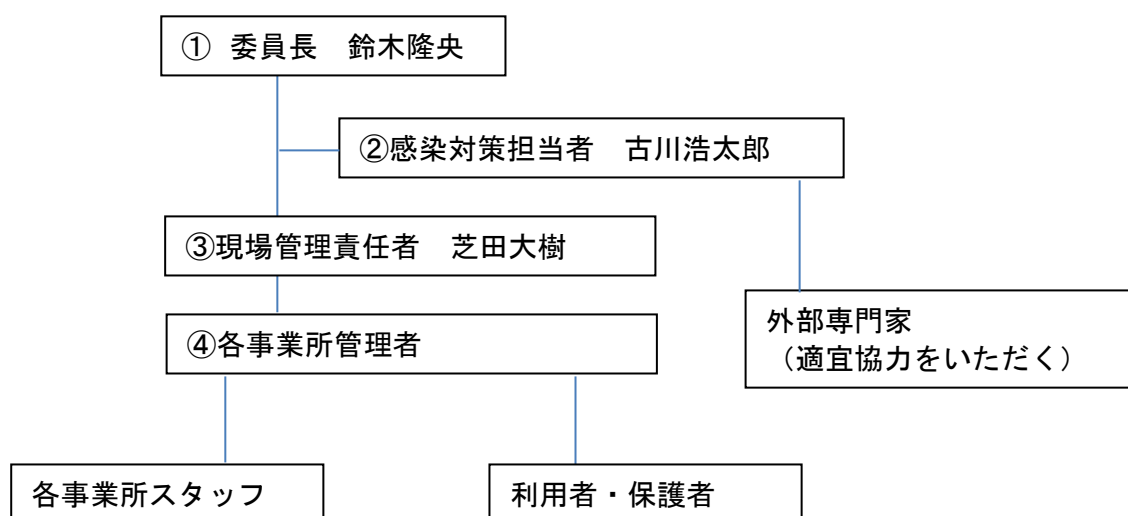 ① 委員長　鈴木隆央
②感染対策担当者　古川浩太郎
③現場管理責任者　芝田大樹
④各事業所管理者
外部専門家
（適宜協力をいただく）
各事業所スタッフ
利用者・保護者